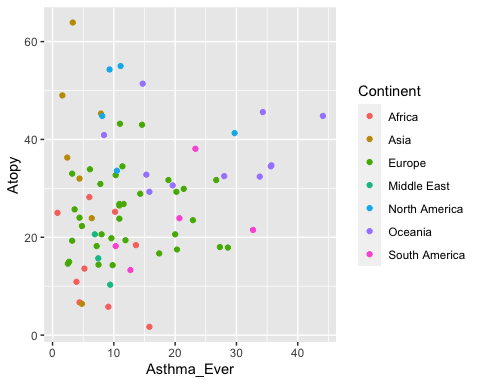 60
40
20
0
Atopy
0
10
20
30
40
Asthma_Ever
Continent
Africa
Asia
Europe
Middle East
North America
Oceania
South America